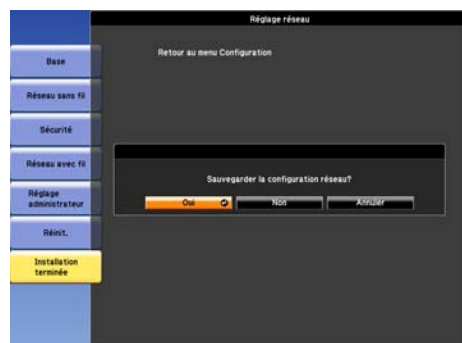 Réglage réseau
Retour au menu Configuration
Base
Réseau sans fil
Sécurité
Réseau avec fil
Réglage
administrateur
Réinit.
Installation
terminée
Sauvegarder la configuration réseau?
Oui Non Annuler